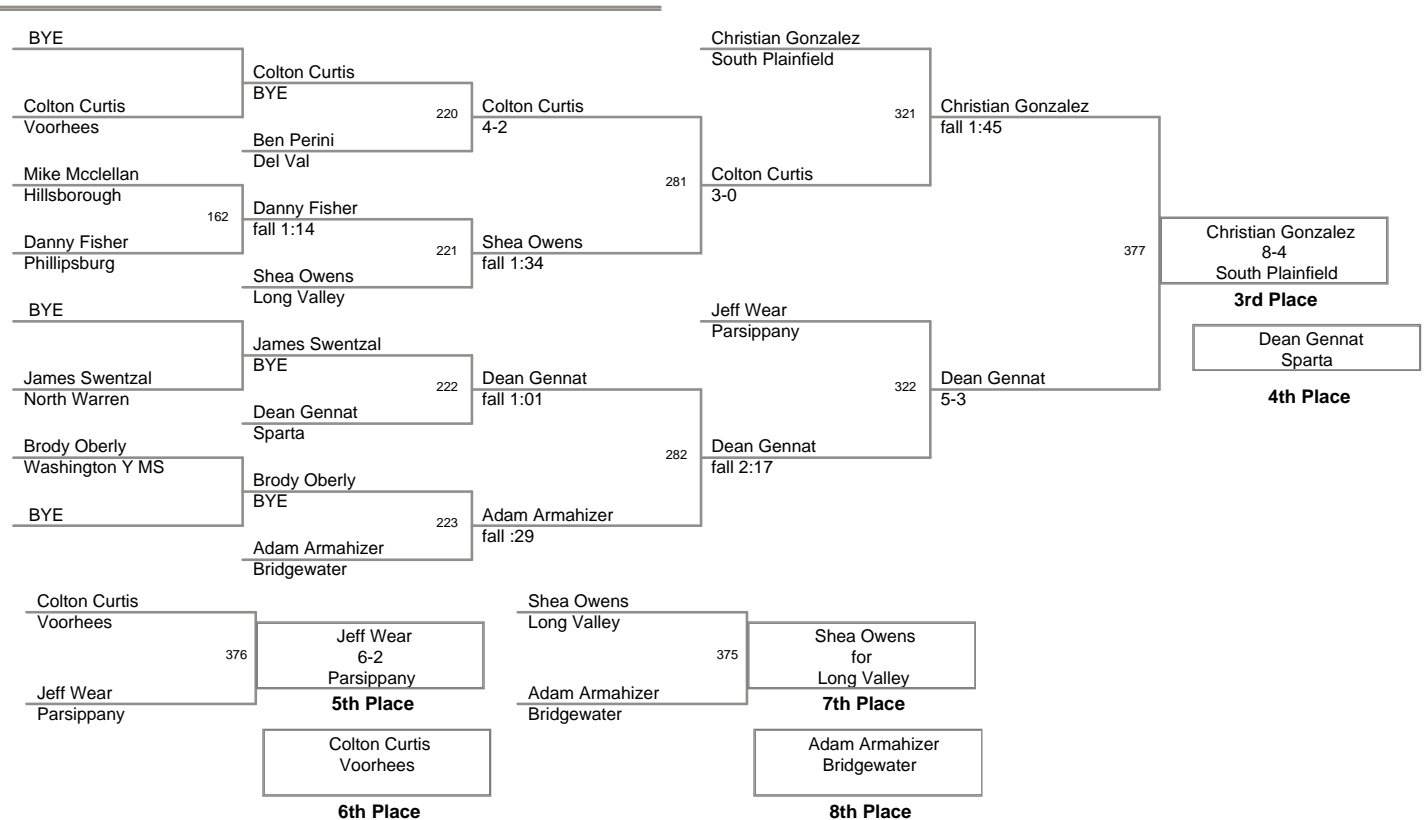 BYE
Christian Gonzalez
South Plainfield
Colton Curtis
BYE
Colton Curtis
Voorhees
220
Colton Curtis
4-2
321
Christian Gonzalez
fall 1:45
Ben Perini
Del Val
Mike Mcclellan
Hillsborough
281
Colton Curtis
3-0
162
Danny Fisher
fall 1:14
Danny Fisher
Phillipsburg
221
Shea Owens
fall 1:34
377
Christian Gonzalez
8-4
South Plainfield
3rd Place
Shea Owens
Long Valley
BYE
Jeff Wear
Parsippany
Dean Gennat
Sparta
4th Place
James Swentzal
BYE
James Swentzal
North Warren
222
Dean Gennat
fall 1:01
322
Dean Gennat
5-3
Dean Gennat
Sparta
Brody Oberly
Washington Y MS
282
Dean Gennat
fall 2:17
Brody Oberly
BYE
BYE
223
Adam Armahizer
fall :29
Adam Armahizer
Bridgewater
Colton Curtis
Voorhees
376
Jeff Wear
6-2
Parsippany
5th Place
Jeff Wear
Parsippany
Colton Curtis
Voorhees
6th Place
Shea Owens
Long Valley
375
Shea Owens
for
Long Valley
7th Place
Adam Armahizer
Bridgewater
Adam Armahizer
Bridgewater
8th Place